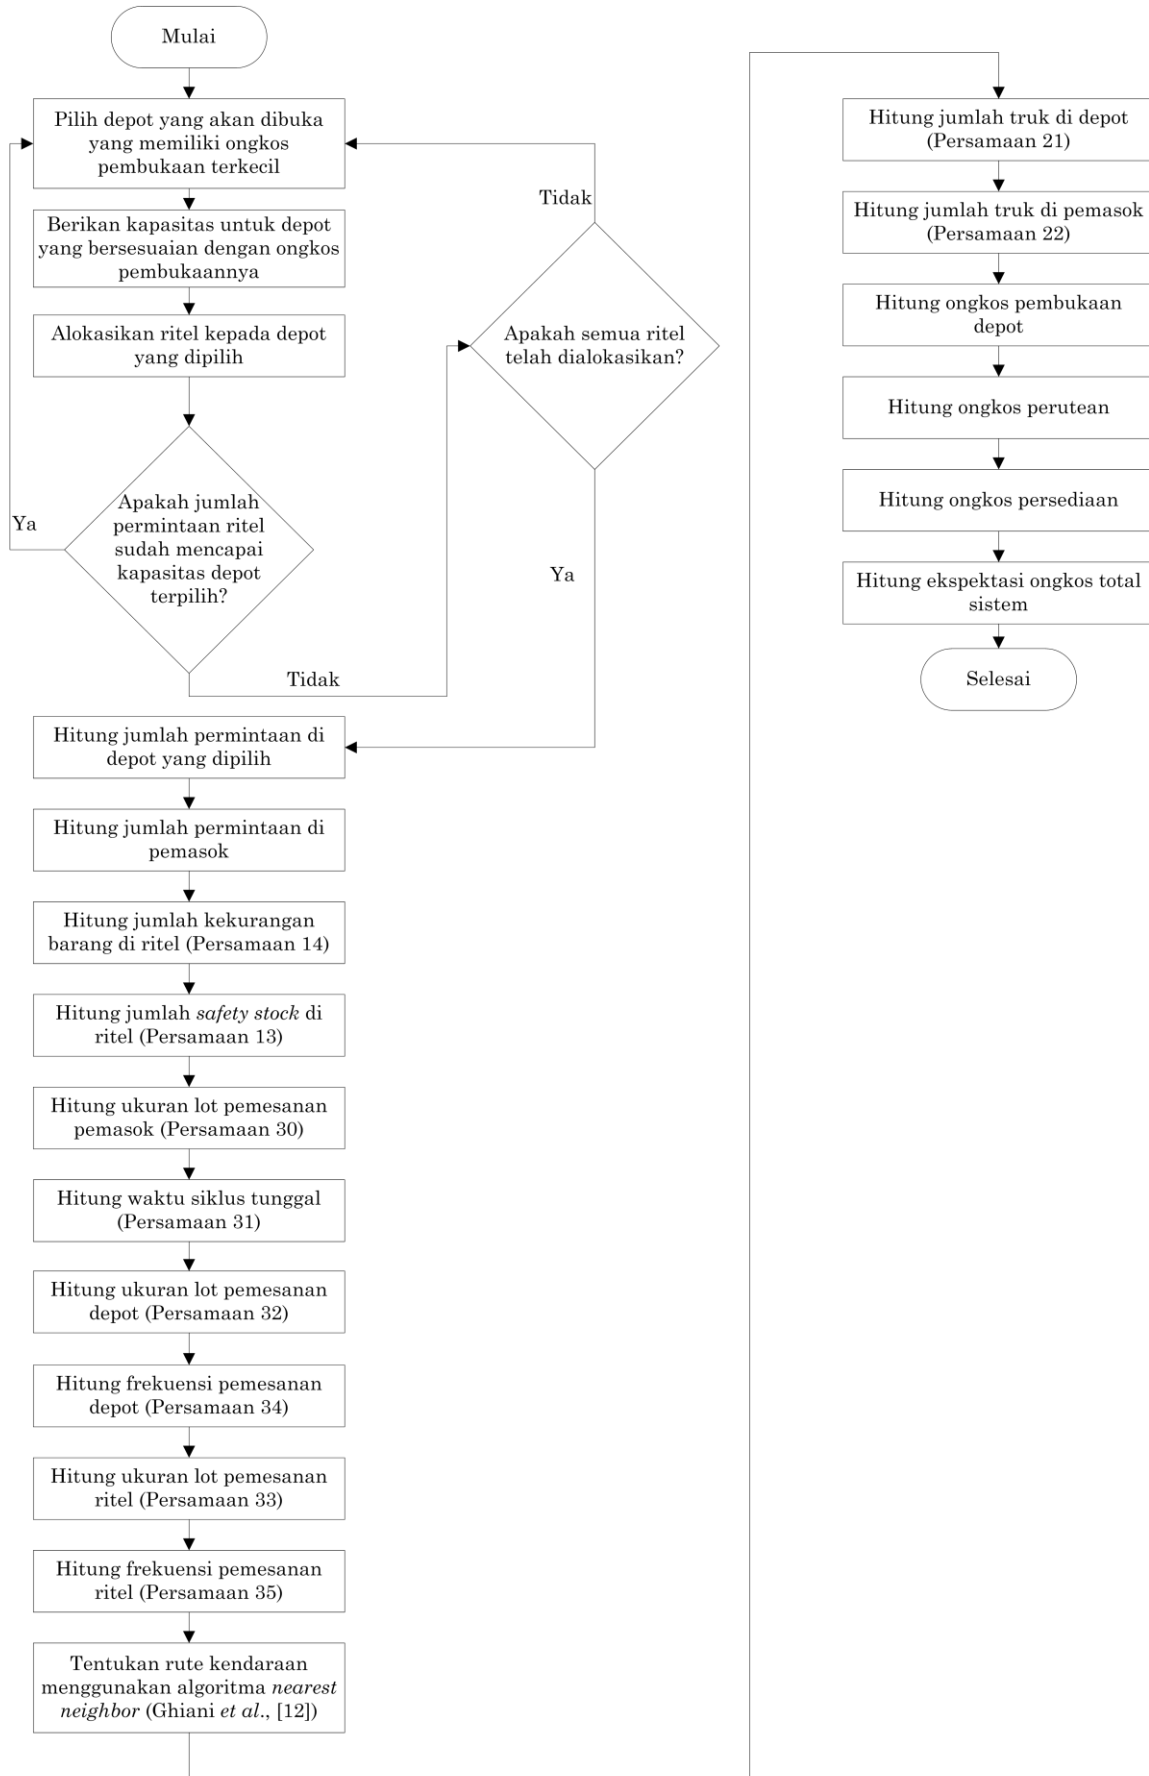 Mulai
Pilih depot yang akan dibuka
yang memiliki ongkos
pembukaan terkecil
Berikan kapasitas untuk depot
yang bersesuaian dengan ongkos
pembukaannya
Alokasikan ritel kepada depot
yang dipilih
Apakah jumlah
permintaan ritel
sudah mencapai
kapasitas depot
terpilih?
Ya
Tidak
Apakah semua ritel
telah dialokasikan?
Tidak
Ya
Hitung jumlah permintaan di
depot yang dipilih
Hitung jumlah permintaan di
pemasok
Hitung jumlah kekurangan
barang di ritel (Persamaan 14)
Hitung jumlah safety stock di
ritel (Persamaan 13)
Hitung ukuran lot pemesanan
pemasok (Persamaan 30)
Hitung waktu siklus tunggal
(Persamaan 31)
Hitung ukuran lot pemesanan
depot (Persamaan 32)
Hitung frekuensi pemesanan
depot (Persamaan 34)
Hitung ukuran lot pemesanan
ritel (Persamaan 33)
Hitung frekuensi pemesanan
ritel (Persamaan 35)
Tentukan rute kendaraan
menggunakan algoritma nearest
neighbor (Ghiani et al., [12])
Hitung jumlah truk di depot
(Persamaan 21)
Hitung jumlah truk di pemasok
(Persamaan 22)
Hitung ongkos pembukaan
depot
Hitung ongkos perutean
Hitung ongkos persediaan
Hitung ekspektasi ongkos total
sistem
Selesai